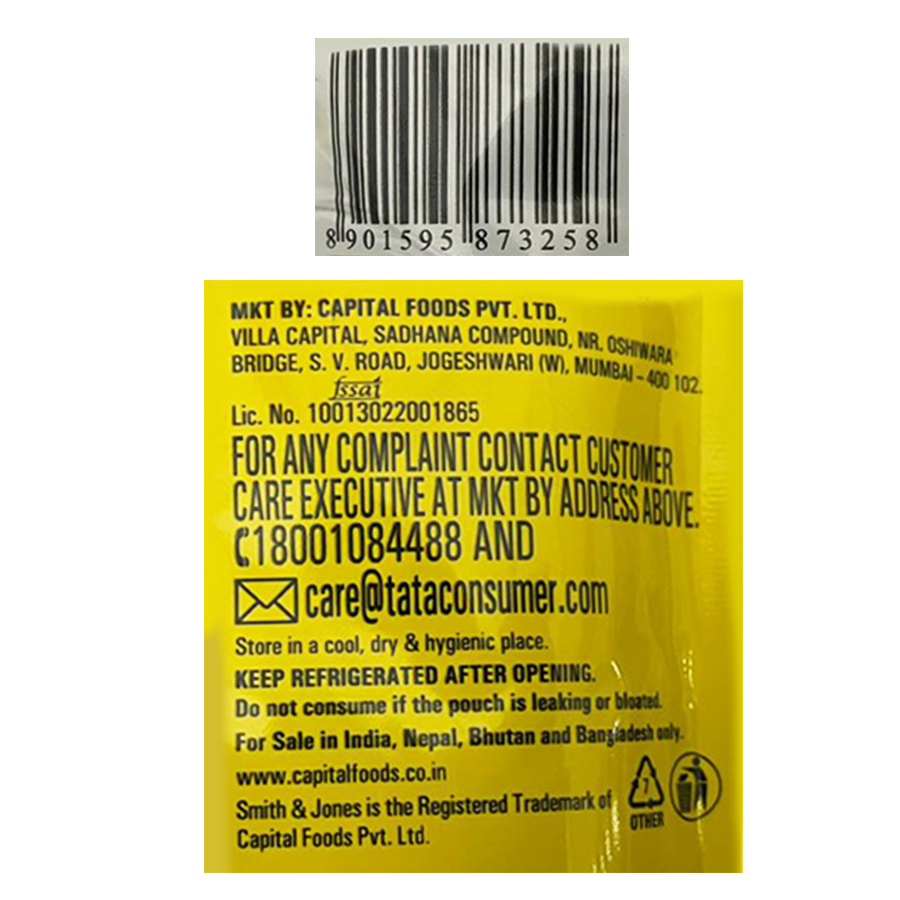 8901595873258
MKT BY: CAPITAL FOODS PVT. LTD.,
VILLA CAPITAL, SADHANA COMPOUND, NR. OSHIWARA
BRIDGE, S. V. ROAD, JOGESHWARI (W), MUMBAI – 400 102.
fssai
Lic. No. 10013022001865
FOR ANY COMPLAINT CONTACT CUSTOMER
CARE EXECUTIVE AT MKT BY ADDRESS ABOVE.
18001084488 AND
care@tataconsumer.com
Store in a cool, dry & hygienic place.
KEEP REFRIGERATED AFTER OPENING.
Do not consume if the pouch is leaking or bloated.
For Sale in India, Nepal, Bhutan and Bangladesh only.
www.capitalfoods.co.in
Smith & Jones is the Registered Trademark of
Capital Foods Pvt. Ltd.
7
OTHER